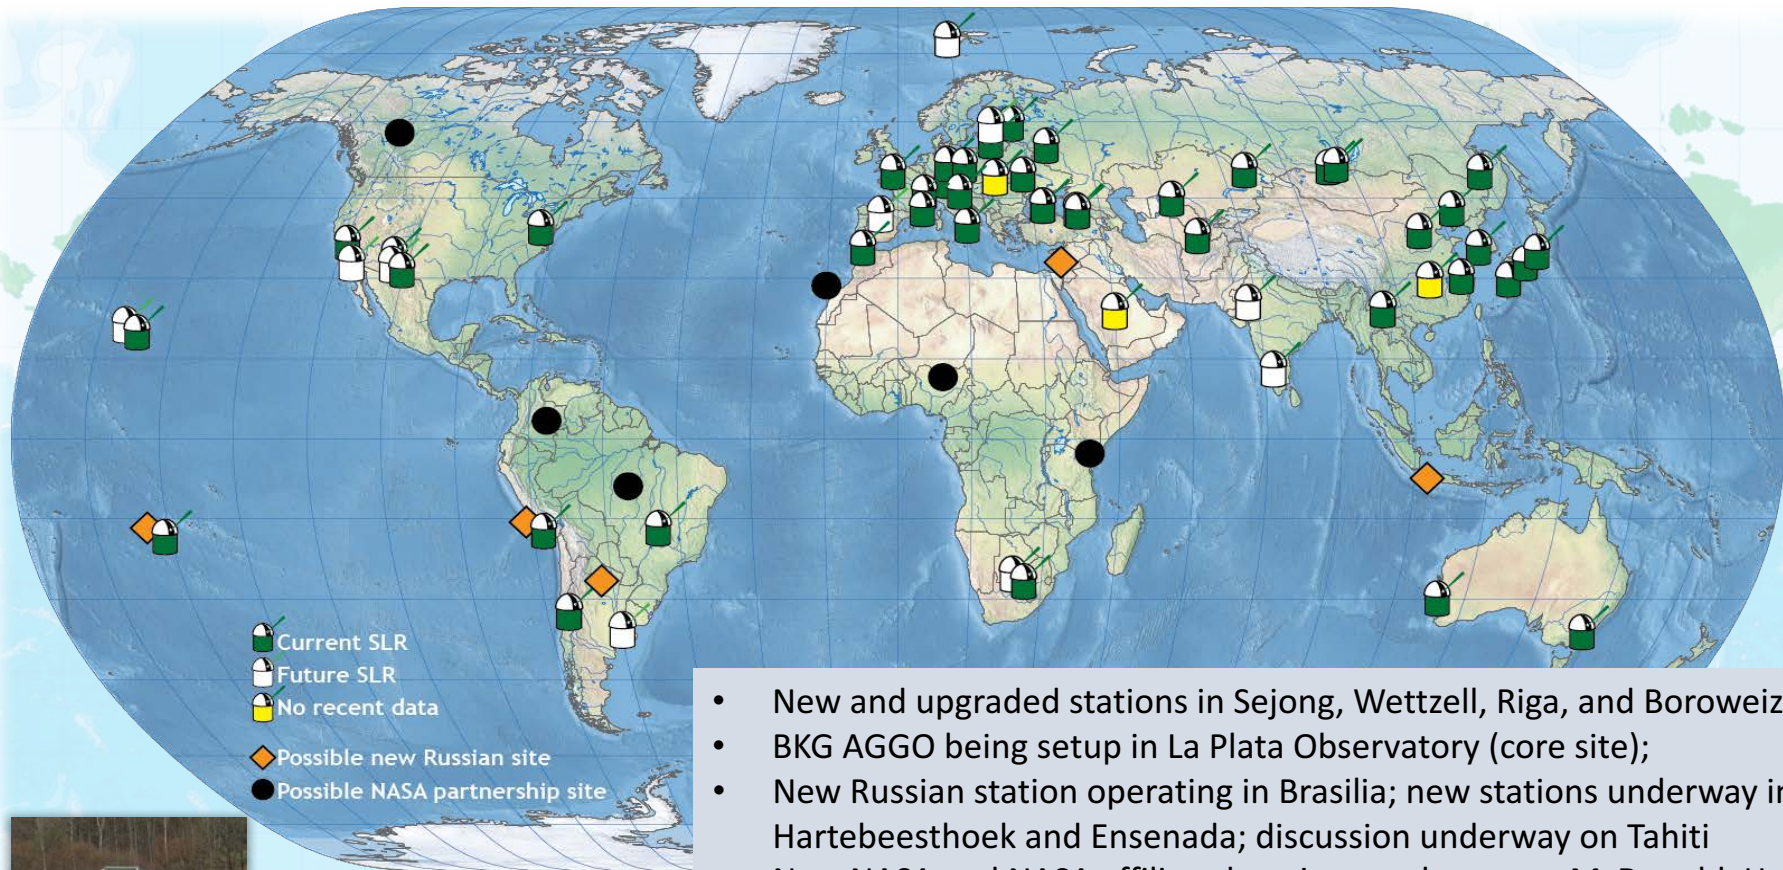 Current SLR
Future SLR
No recent data
Possible new Russian site
Possible NASA partnership site
• New and upgraded stations in Sejong, Wettzell, Riga, and Boroweiz
• BKG AGGO being setup in La Plata Observatory (core site);
• New Russian station operating in Brasilia; new stations underway in
Hartebeesthoek and Ensenada; discussion underway on Tahiti